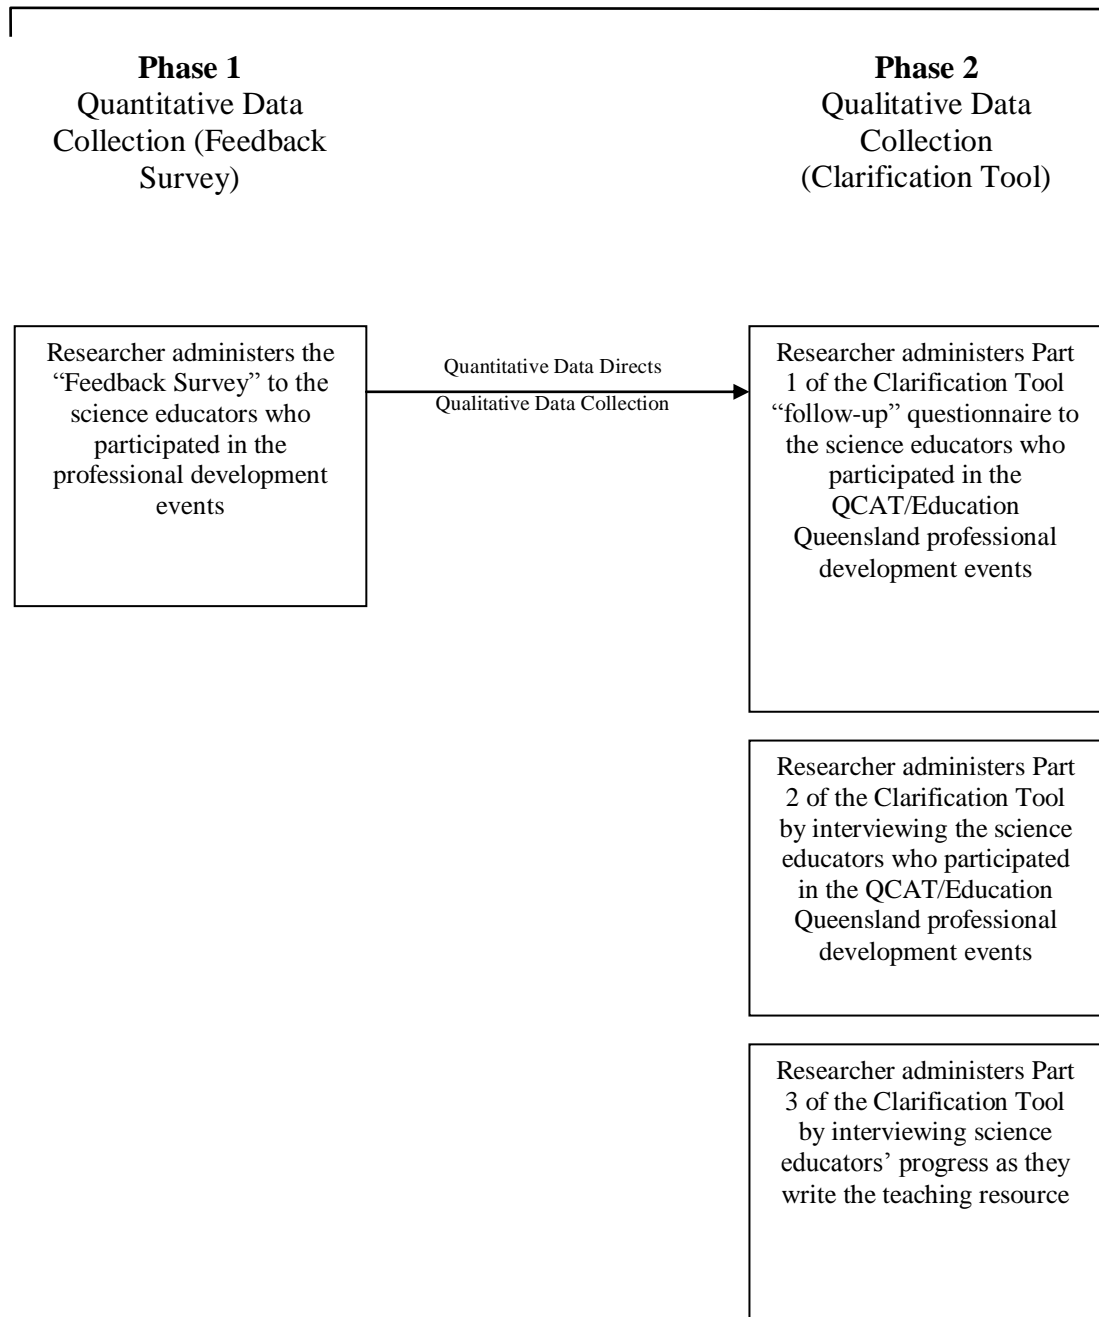 Phase 1
Quantitative Data
Collection (Feedback
Survey)
Phase 2
Qualitative Data
Collection
(Clarification Tool)
Researcher administers the
“Feedback Survey” to the
science educators who
participated in the
professional development
events
Quantitative Data Directs
Qualitative Data Collection
Researcher administers Part
1 of the Clarification Tool
“follow-up” questionnaire to
the science educators who
participated in the
QCAT/Education
Queensland professional
development events
Researcher administers Part
2 of the Clarification Tool
by interviewing the science
educators who participated
in the QCAT/Education
Queensland professional
development events
Researcher administers Part
3 of the Clarification Tool
by interviewing science
educators’ progress as they
write the teaching resource